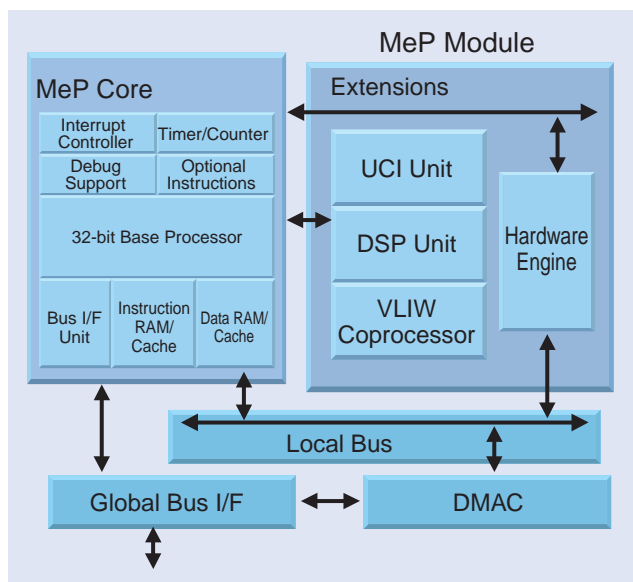 MeP Module
MeP Core
Extensions
Interrupt
Controller
Timer/Counter
Debug
Support
Optional
Instructions
32-bit Base Processor
Bus I/F
Unit
Instruction
RAM/
Cache
Data RAM/
Cache
UCI Unit
DSP Unit
VLIW
Coprocessor
Hardware
Engine
Local Bus
Global Bus I/F
DMAC